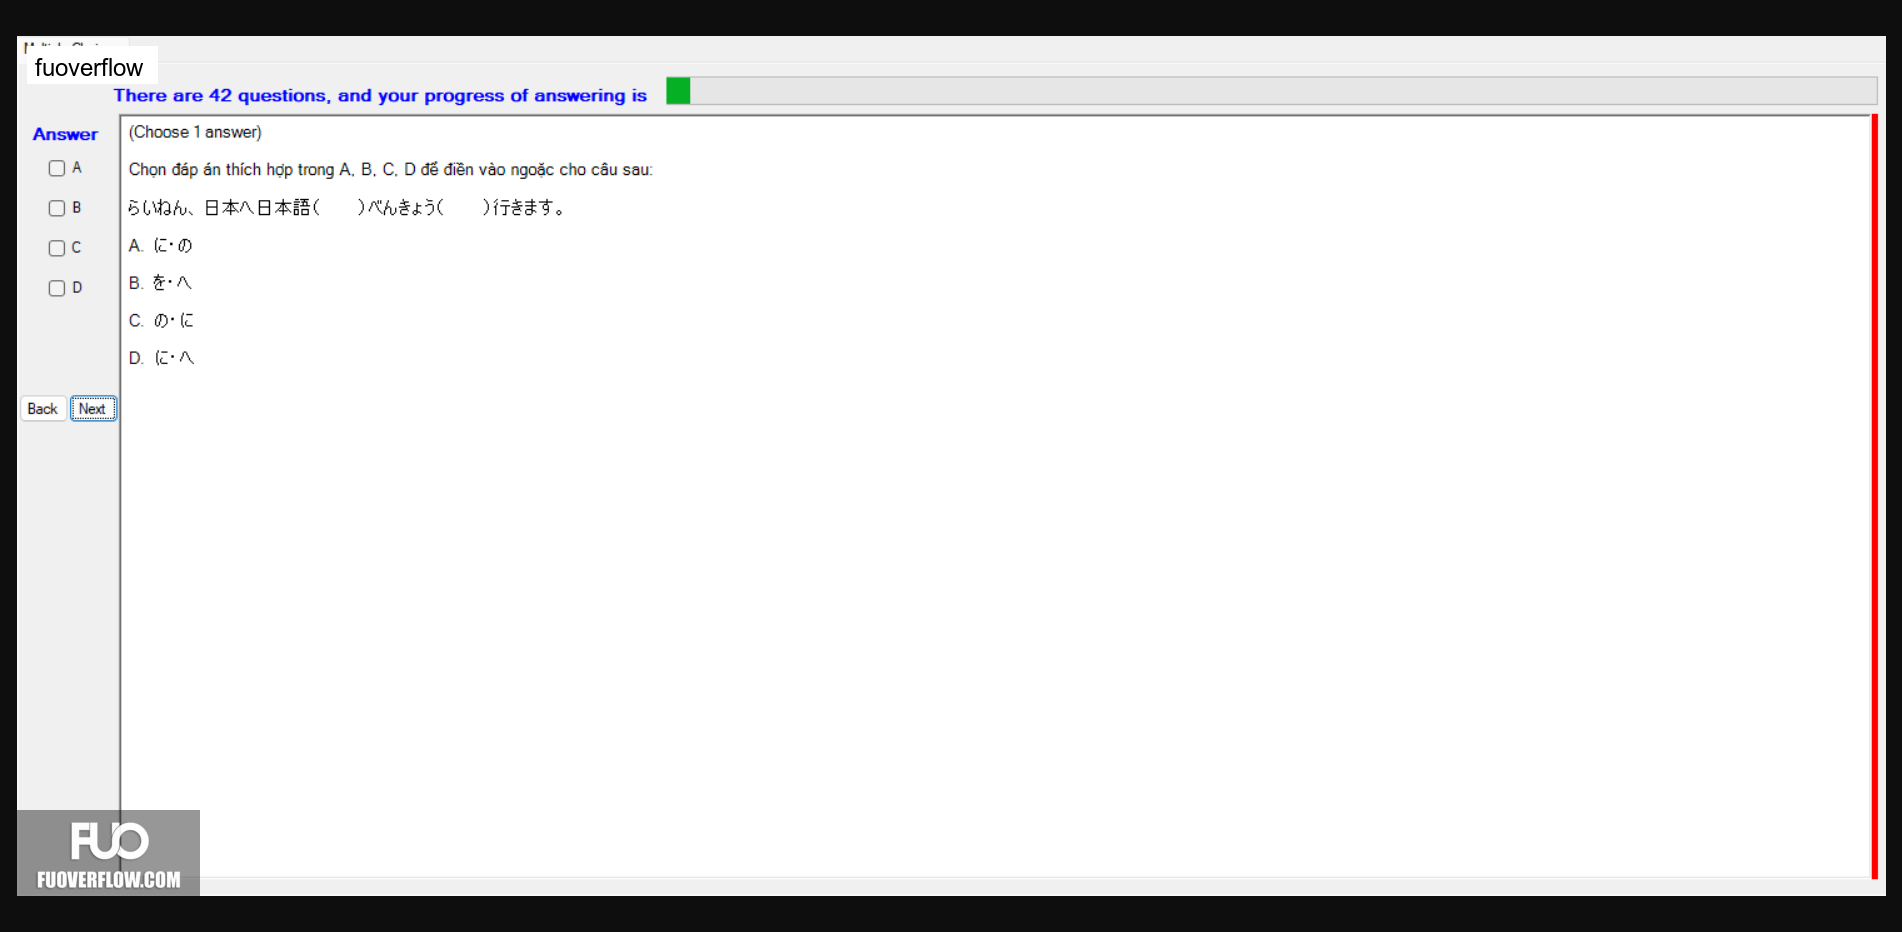 fuoverflow
There are 42 questions, and your progress of answering is
Answer
A
B
C
D
Back Next
(Choose 1 answer)
Chọn đáp án thích hợp trong A, B, C, D để điền vào ngoặc cho câu sau:
らいねん、日本へ日本語(　　)べんきょう(　　)行きます。
A. に・の
B. を・へ
C. の・に
D. に・へ
FUO
FUOVERFLOW.COM